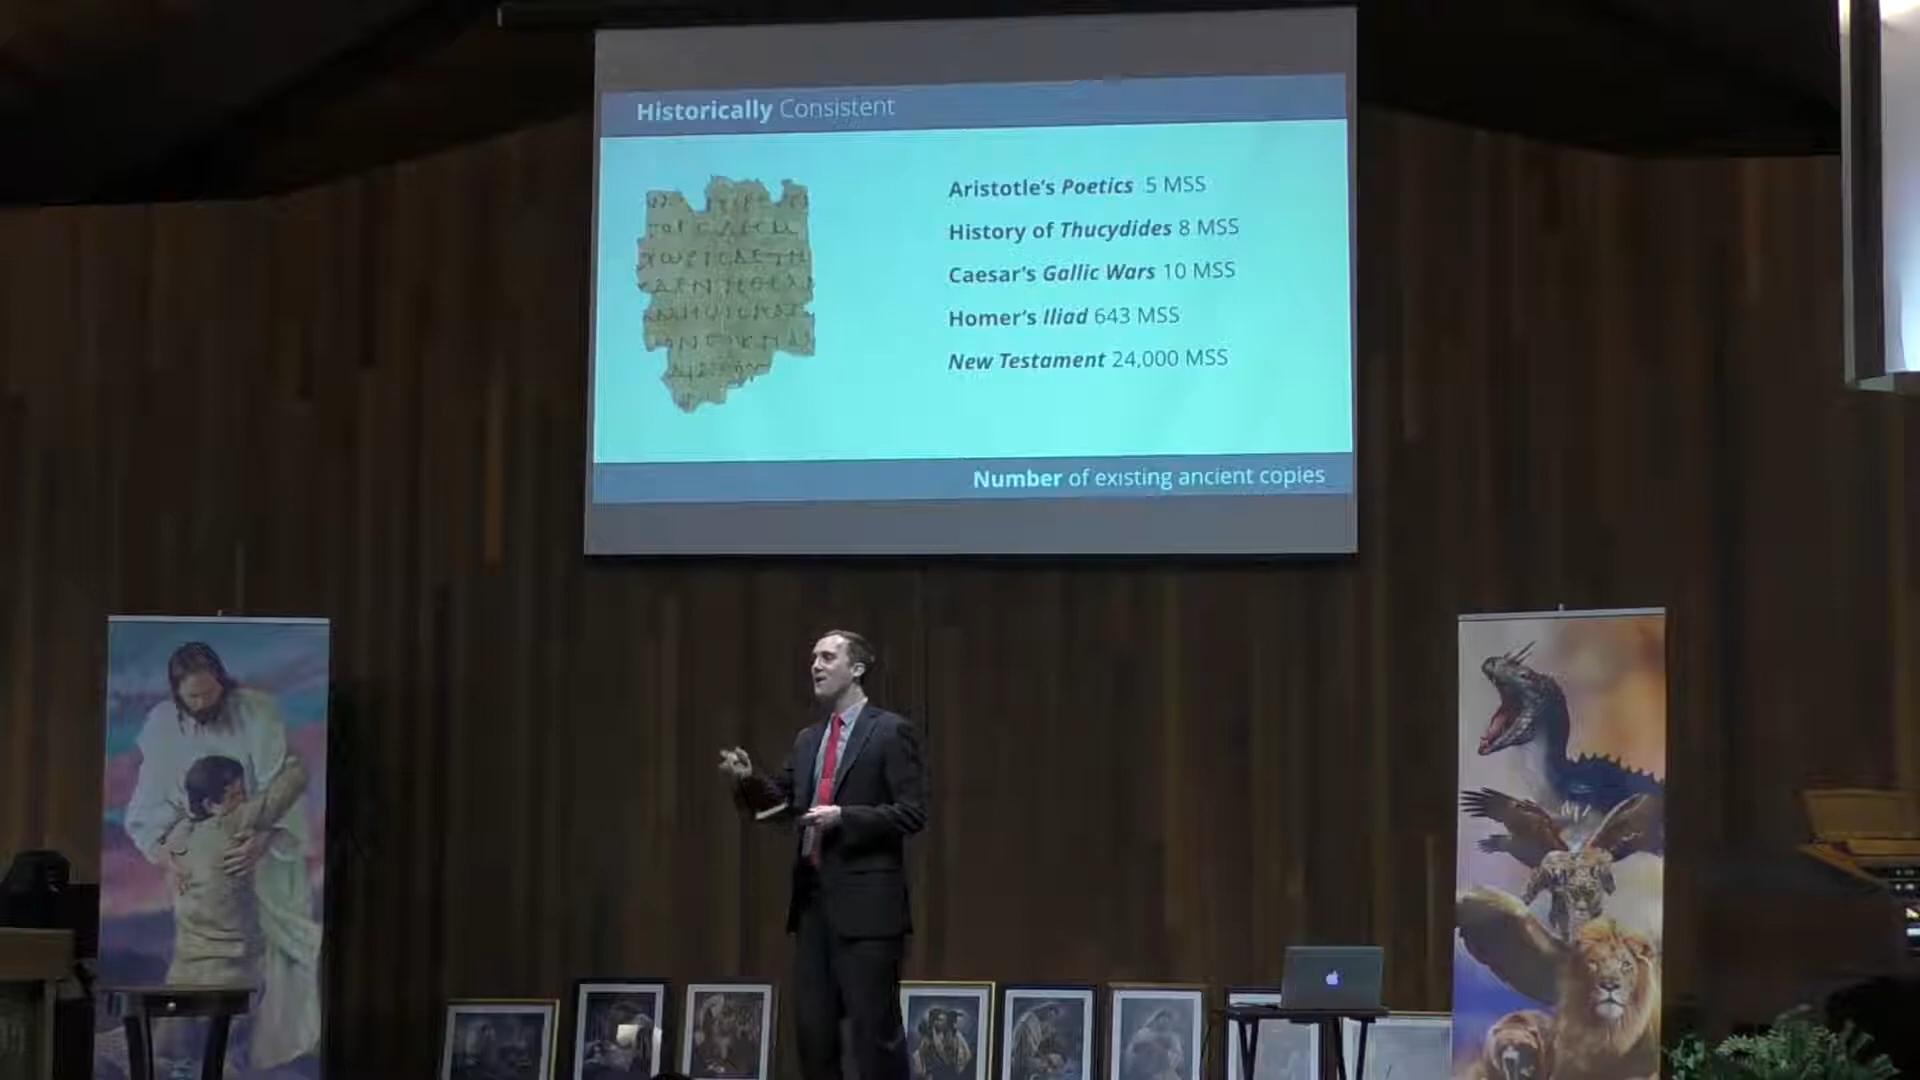 Historically Consistent
Aristotle's Poetics 5 MSS
History of Thucydides 8 MSS
Caesar's Gallic Wars 10 MSS
Homer's Iliad 643 MSS
New Testament 24,000 MSS
Number of existing ancient copies